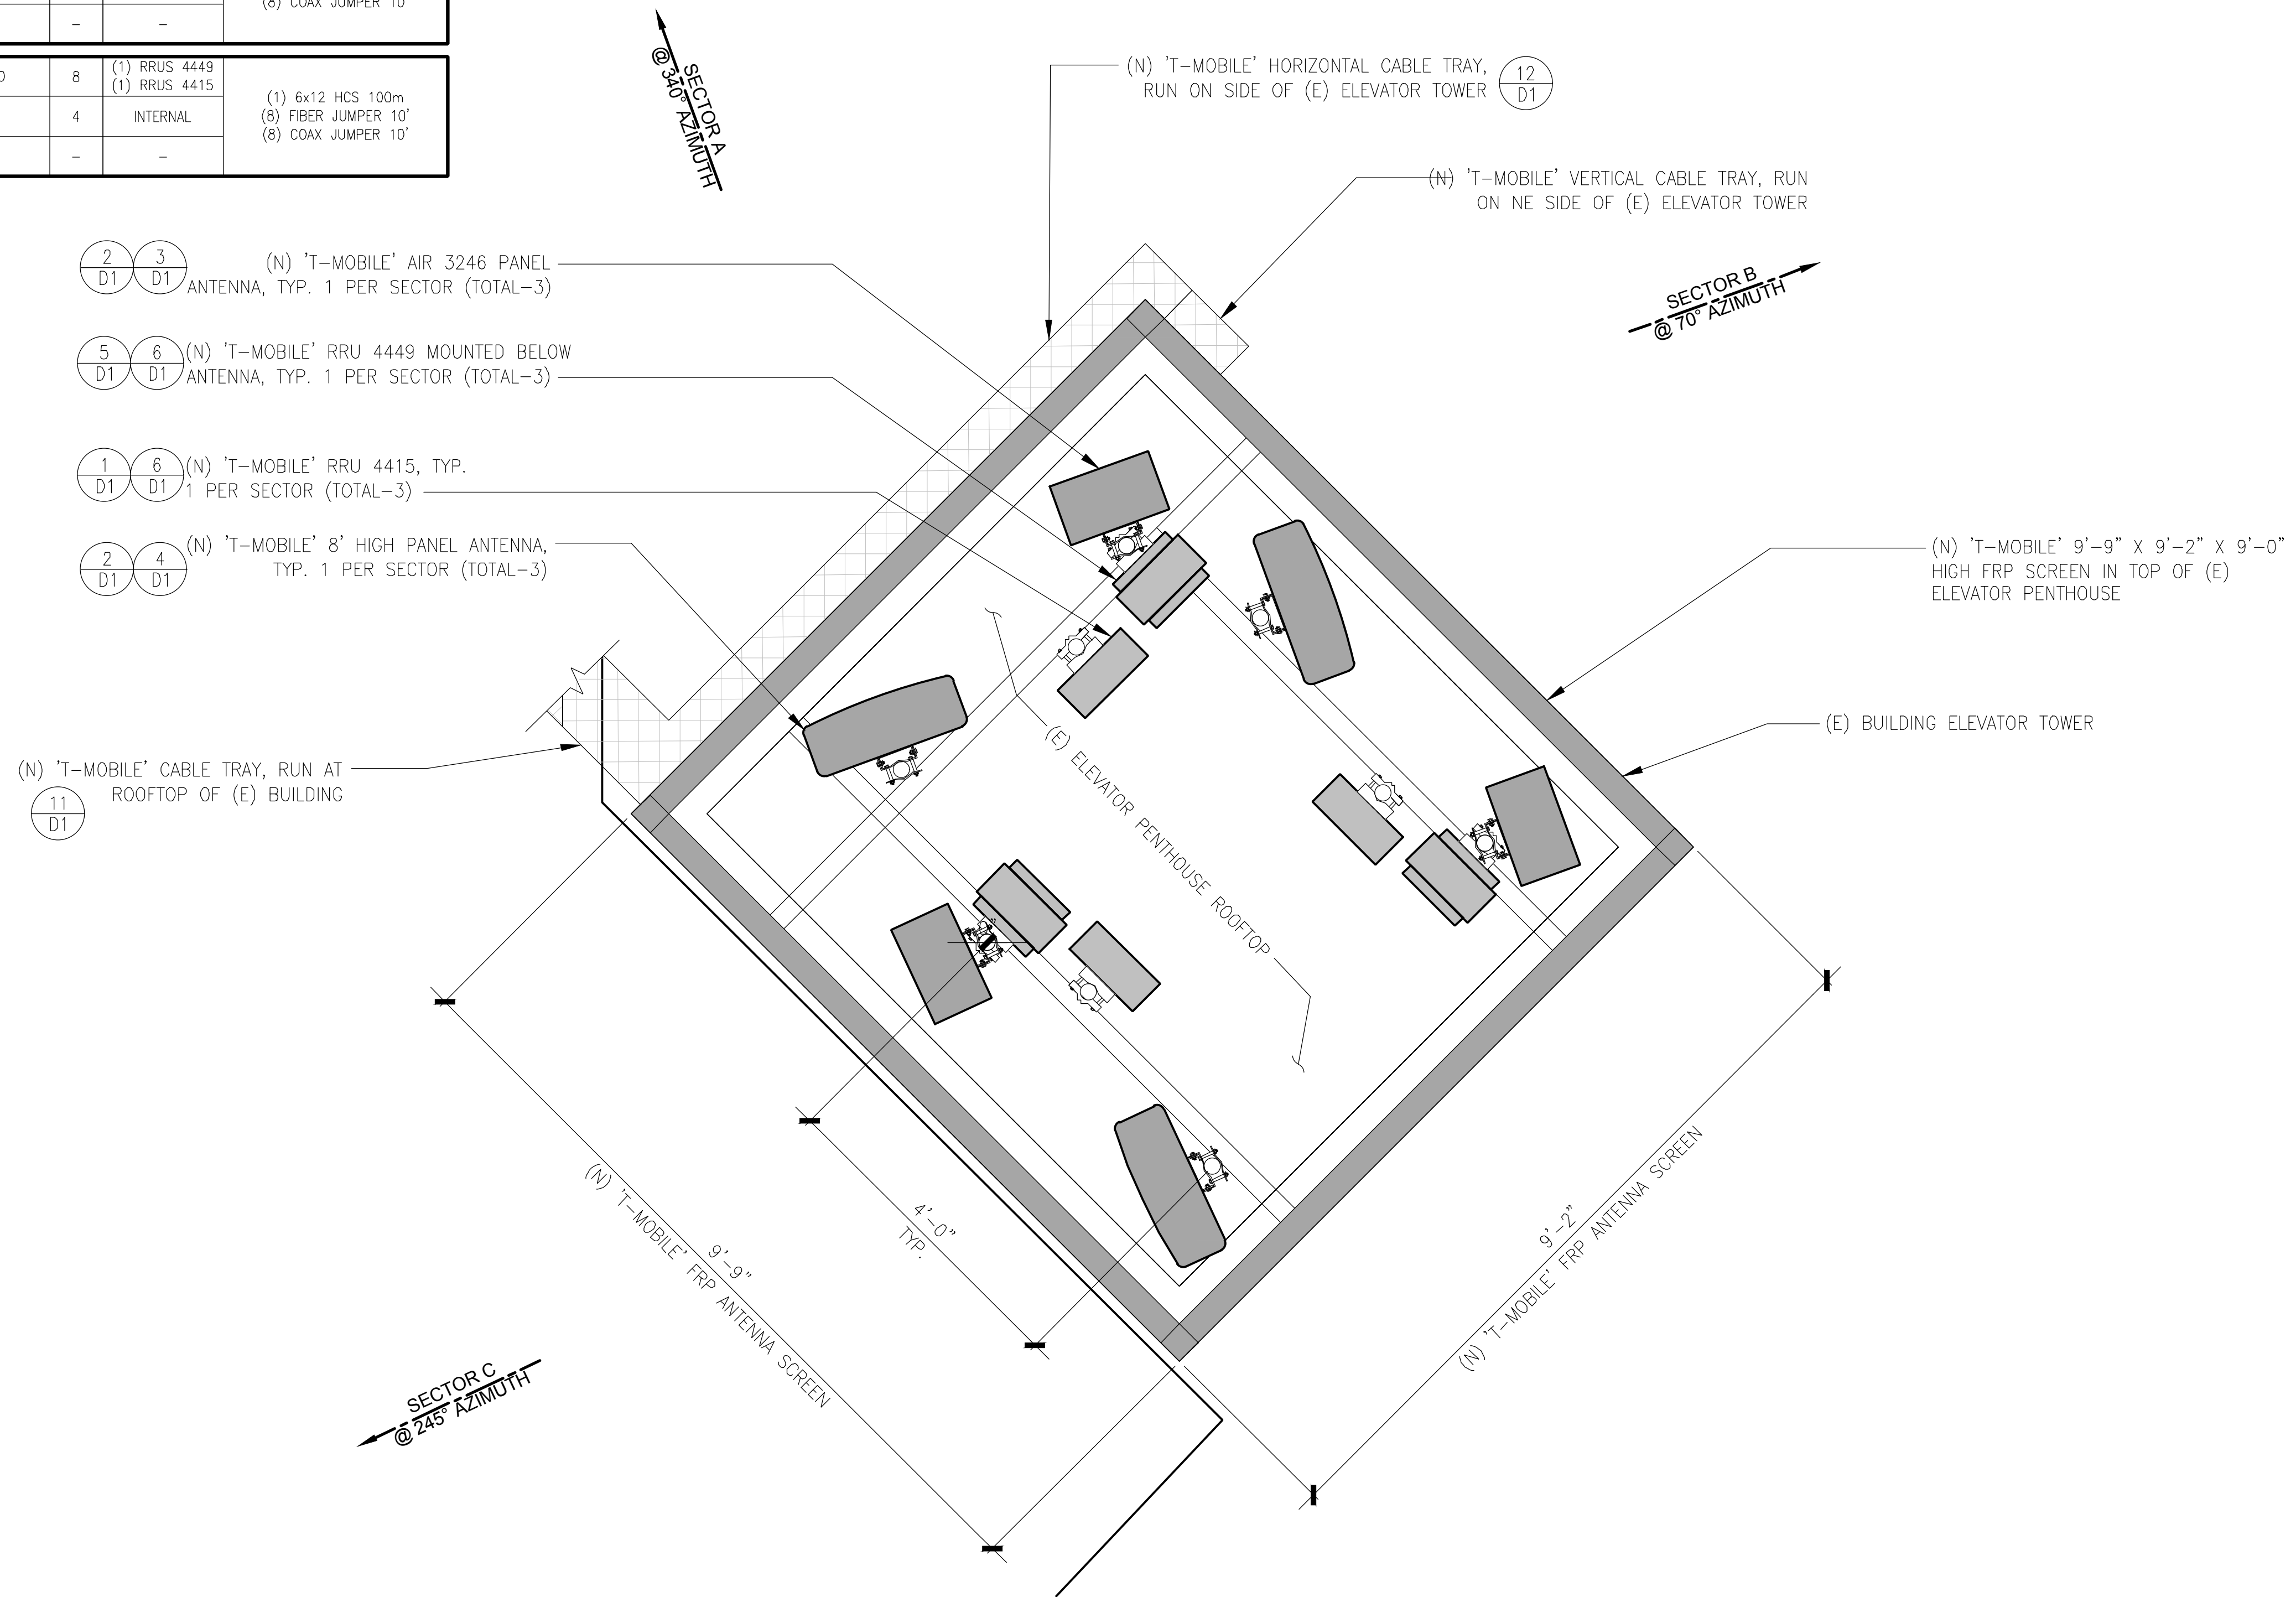 (8) COAX JUMPER 10'
–
–
8
(1) RRUS 4449
(1) RRUS 4415
4
INTERNAL
–
–
(1) 6x12 HCS 100m
(8) FIBER JUMPER 10'
(8) COAX JUMPER 10'
SECTOR A
@ 340° AZIMUTH
(N) 'T-MOBILE' HORIZONTAL CABLE TRAY,
RUN ON SIDE OF (E) ELEVATOR TOWER
12
D1
(N) 'T-MOBILE' VERTICAL CABLE TRAY, RUN
ON NE SIDE OF (E) ELEVATOR TOWER
SECTOR B
@ 70° AZIMUTH
2
D1
3
D1
(N) 'T-MOBILE' AIR 3246 PANEL
ANTENNA, TYP. 1 PER SECTOR (TOTAL-3)
5
D1
6
D1
(N) 'T-MOBILE' RRU 4449 MOUNTED BELOW
ANTENNA, TYP. 1 PER SECTOR (TOTAL-3)
1
D1
6
D1
(N) 'T-MOBILE' RRU 4415, TYP.
1 PER SECTOR (TOTAL-3)
2
D1
4
D1
(N) 'T-MOBILE' 8' HIGH PANEL ANTENNA,
TYP. 1 PER SECTOR (TOTAL-3)
(N) 'T-MOBILE' 9'-9" X 9'-2" X 9'-0"
HIGH FRP SCREEN IN TOP OF (E)
ELEVATOR PENTHOUSE
(E) BUILDING ELEVATOR TOWER
(N) 'T-MOBILE' CABLE TRAY, RUN AT
ROOFTOP OF (E) BUILDING
11
D1
(E) ELEVATOR PENTHOUSE ROOFTOP
9'-9"
(N) 'T-MOBILE' FRP ANTENNA SCREEN
4'-0"
TYP.
9'-2"
(N) 'T-MOBILE' FRP ANTENNA SCREEN
SECTOR C
@ 245° AZIMUTH